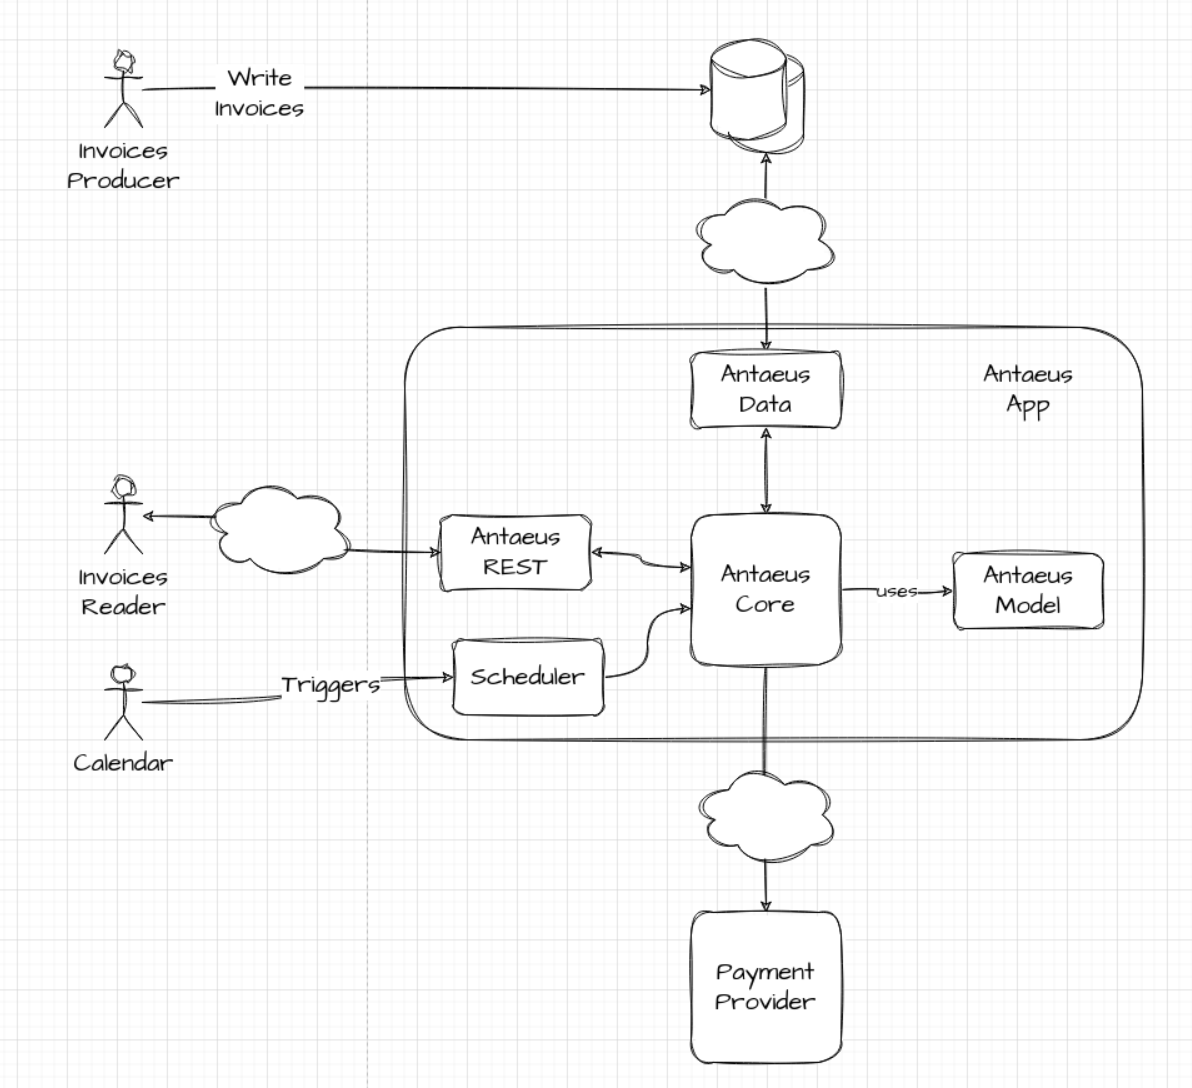 Write
Invoices
Invoices
Producer
Antaeus
Data
Antaeus
App
Antaeus
REST
Antaeus
Core
uses
Antaeus
Model
Invoices
Reader
Triggers
Scheduler
Calendar
Payment
Provider